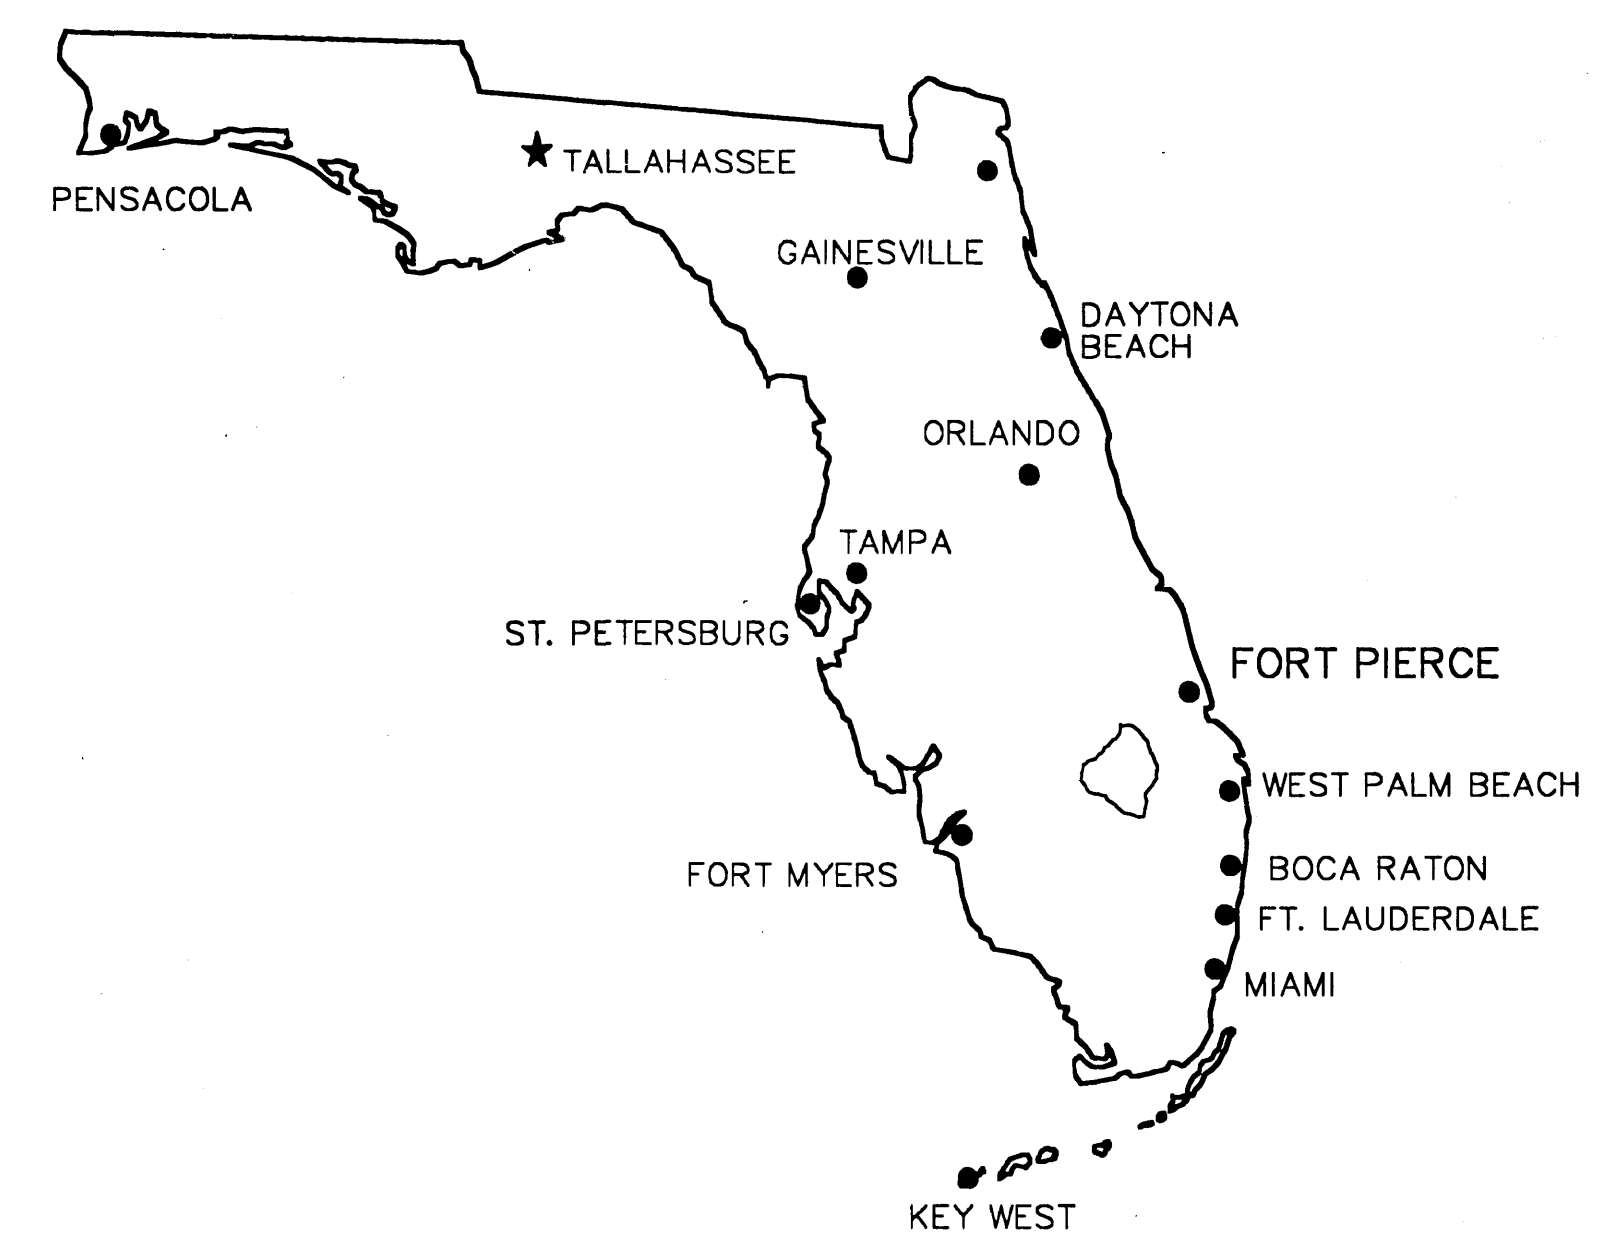 TALLAHASSEE
PENSACOLA
GAINESVILLE
DAYTONA
BEACH
ORLANDO
TAMPA
ST. PETERSBURG
FORT PIERCE
WEST PALM BEACH
BOCA RATON
FORT MYERS
FT. LAUDERDALE
MIAMI
KEY WEST